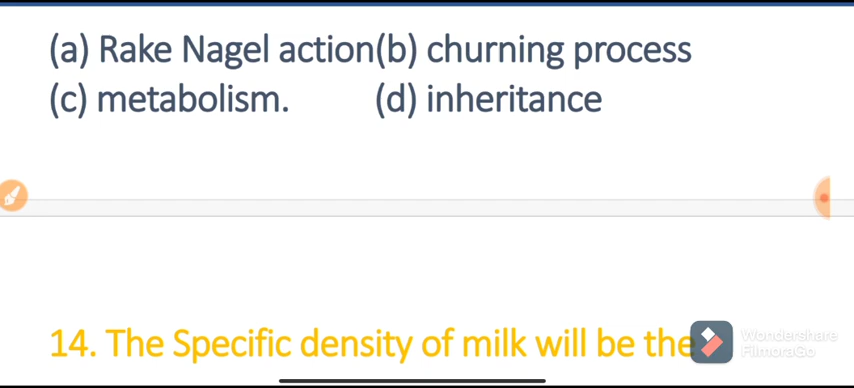 (a) Rake Nagel action(b) churning process
(c) metabolism. (d) inheritance
14. The Specific density of milk will be the
Wondershare
FilmoraGo